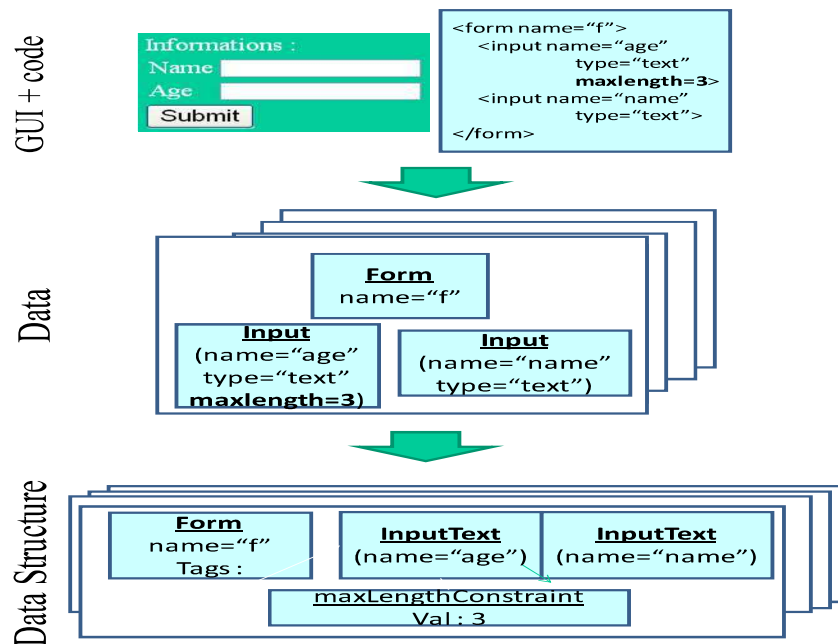 GUI + code
Informations :
Name
Age
Submit
<form name=“f”>
<input name=“age”
type=“text”
maxlength=3>
<input name=“name”
type=“text”>
</form>
Data
Form
name=“f”
Input
(name=“age”
type=“text”
maxlength=3)
Input
(name=“name”
type=“text”)
Data Structure
Form
name=“f”
Tags :
InputText
(name=“age”)
InputText
(name=“name”)
maxLengthConstraint
Val : 3